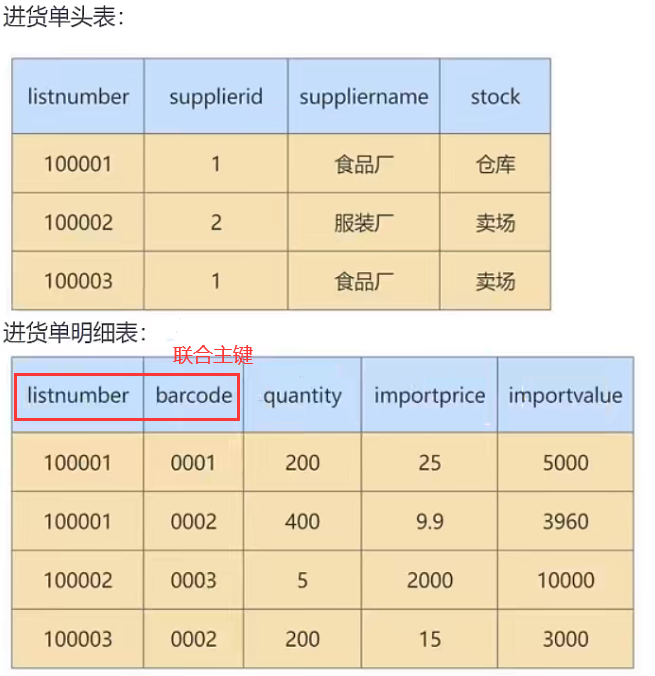 进货单头表：
listnumber supplierid suppliername stock
100001 1 食品厂 仓库
100002 2 服装厂 卖场
100003 1 食品厂 卖场
进货单明细表：
联合主键
listnumber barcode quantity importprice importvalue
100001 0001 200 25 5000
100001 0002 400 9.9 3960
100002 0003 5 2000 10000
100003 0002 200 15 3000